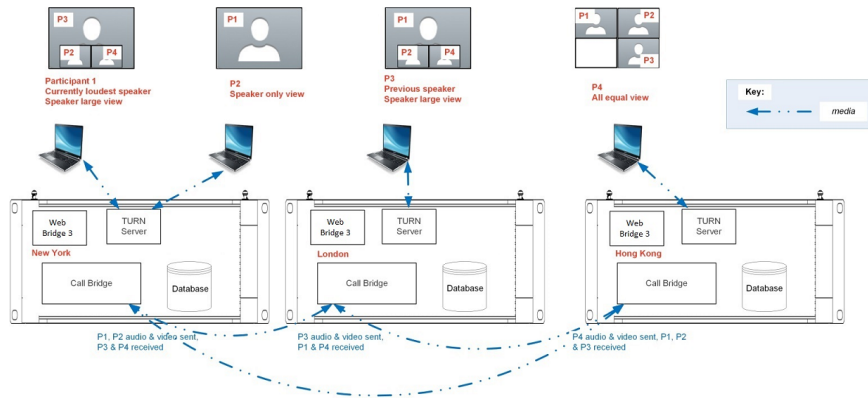 P3
P2
P4
Participant 1
Currently loudest speaker
Speaker large view
P1
P2
Speaker only view
P1
P2
P4
P3
Previous speaker
Speaker large view
P1
P2
P3
P4
All equal view
Key:
media
Web
Bridge 3
TURN
Server
New York
Call Bridge
Database
Web
Bridge 3
TURN
Server
London
Call Bridge
Database
Web
Bridge 3
TURN
Server
Hong Kong
Call Bridge
Database
P1, P2 audio & video sent,
P3 & P4 received
P3 audio & video sent,
P1 & P4 received
P4 audio & video sent, P1, P2
& P3 received